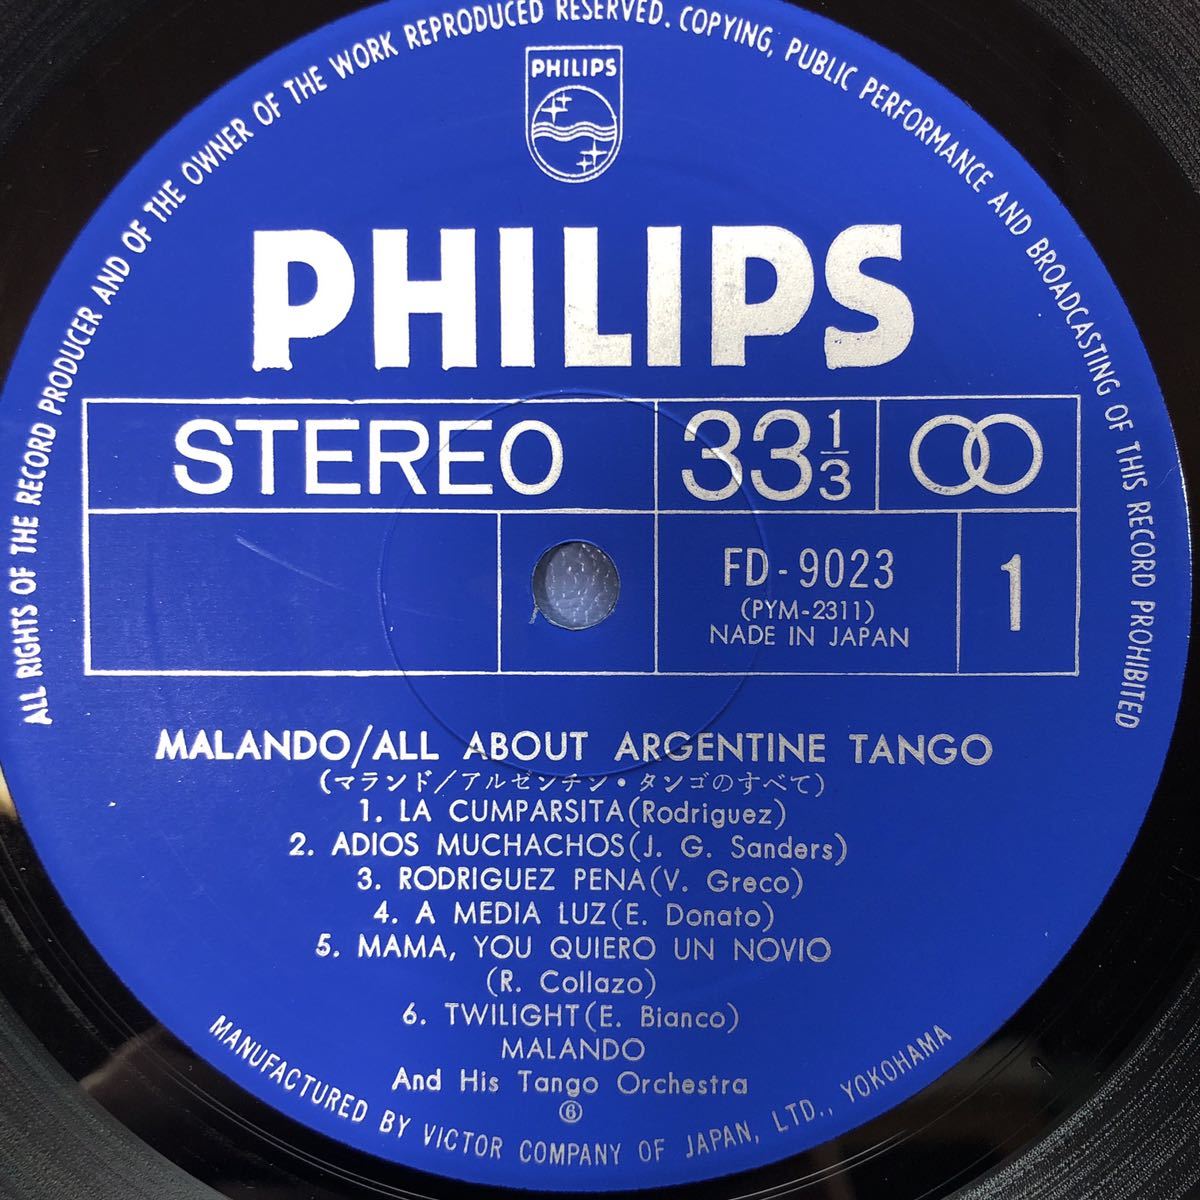 ALL RIGHTS OF THE RECORD PRODUCER AND OF THE OWNER OF THE WORK REPRODUCED RESERVED. COPYING, PUBLIC PERFORMANCE AND BROADCASTING OF THIS RECORD PROHIBITED
PHILIPS
PHILIPS
STEREO 33 1/3
FD-9023
(PYM-2311)
NADE IN JAPAN
1
MALANDO/ALL ABOUT ARGENTINE TANGO
(マランド/アルゼンチン・タンゴのすべて)
1. LA CUMPARSITA(Rodriguez)
2. ADIOS MUCHACHOS(J. G. Sanders)
3. RODRIGUEZ PENA(V. Greco)
4. A MEDIA LUZ(E. Donato)
5. MAMA, YOU QUIERO UN NOVIO
(R. Collazo)
6. TWILIGHT(E. Bianco)
MALANDO
And His Tango Orchestra
⑥
MANUFACTURED BY VICTOR COMPANY OF JAPAN, LTD., YOKOHAMA